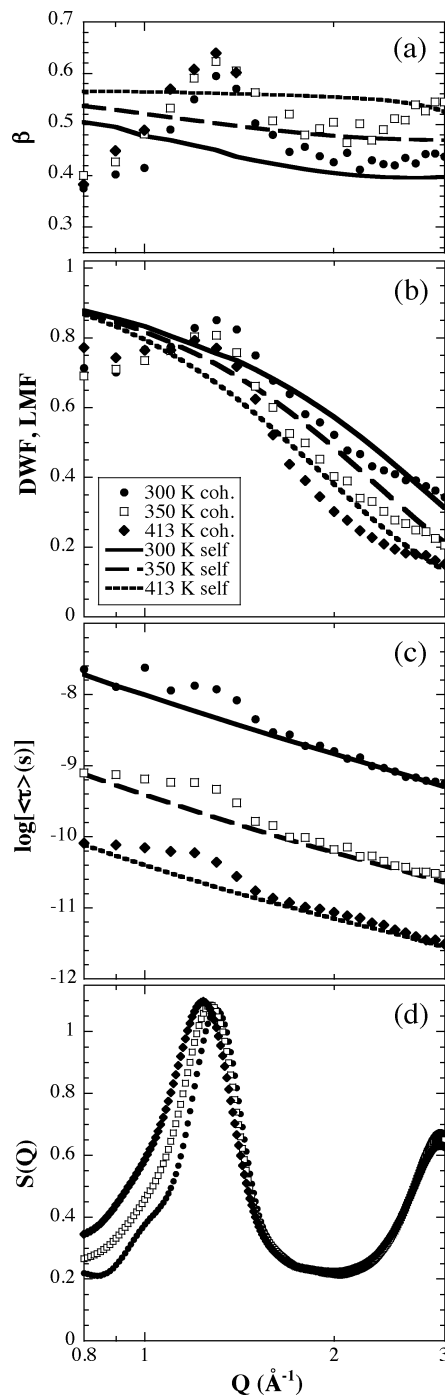 (a)
β
0.7
0.6
0.5
0.4
0.3
(b)
DWF, LMF
1
0.8
0.6
0.4
0.2
0
300 K coh.
350 K coh.
413 K coh.
300 K self
350 K self
413 K self
(c)
log[<τ>(s)]
-8
-9
-10
-11
-12
(d)
S(Q)
1
0.8
0.6
0.4
0.2
0
0.8 1 2 3
Q (Å⁻¹)